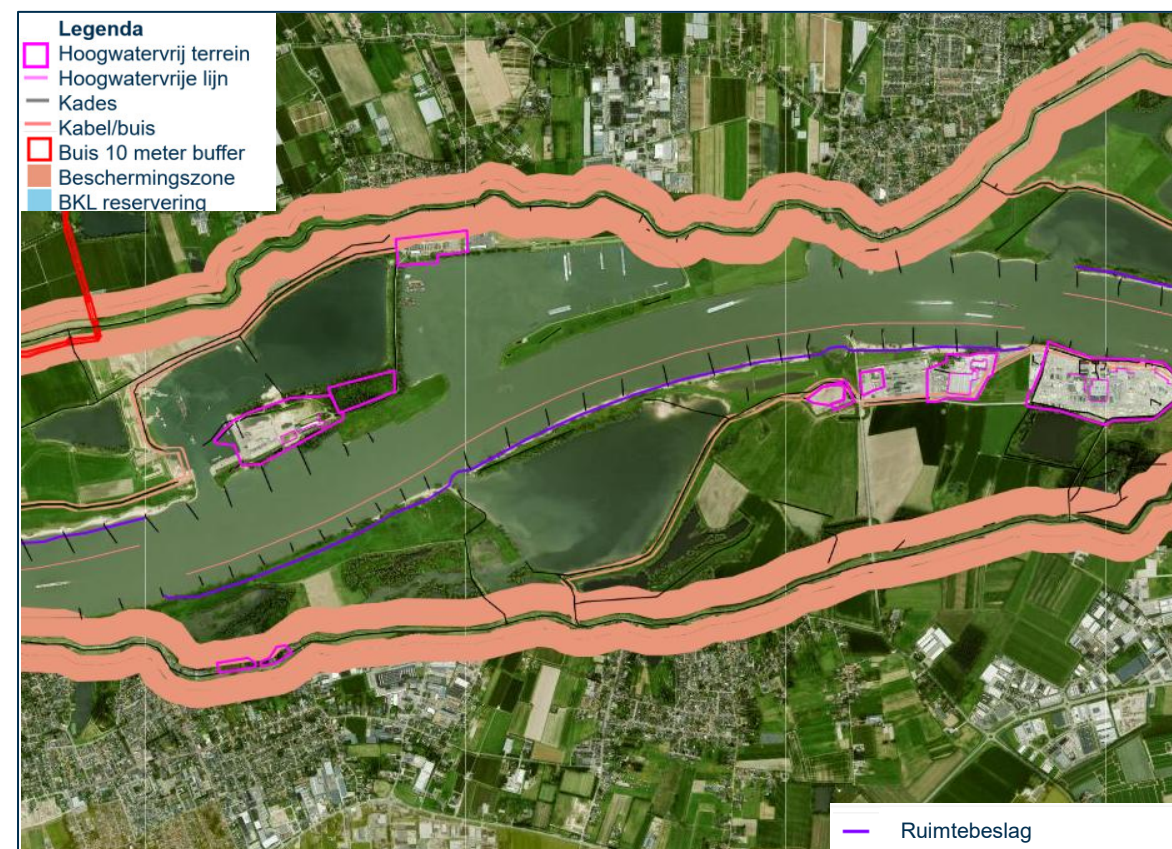 Legenda
Hoogwatervrij terrein
Hoogwatervrije lijn
Kades
Kabel/buis
Buis 10 meter buffer
Beschermingszone
BKL reservering
Ruimtebeslag